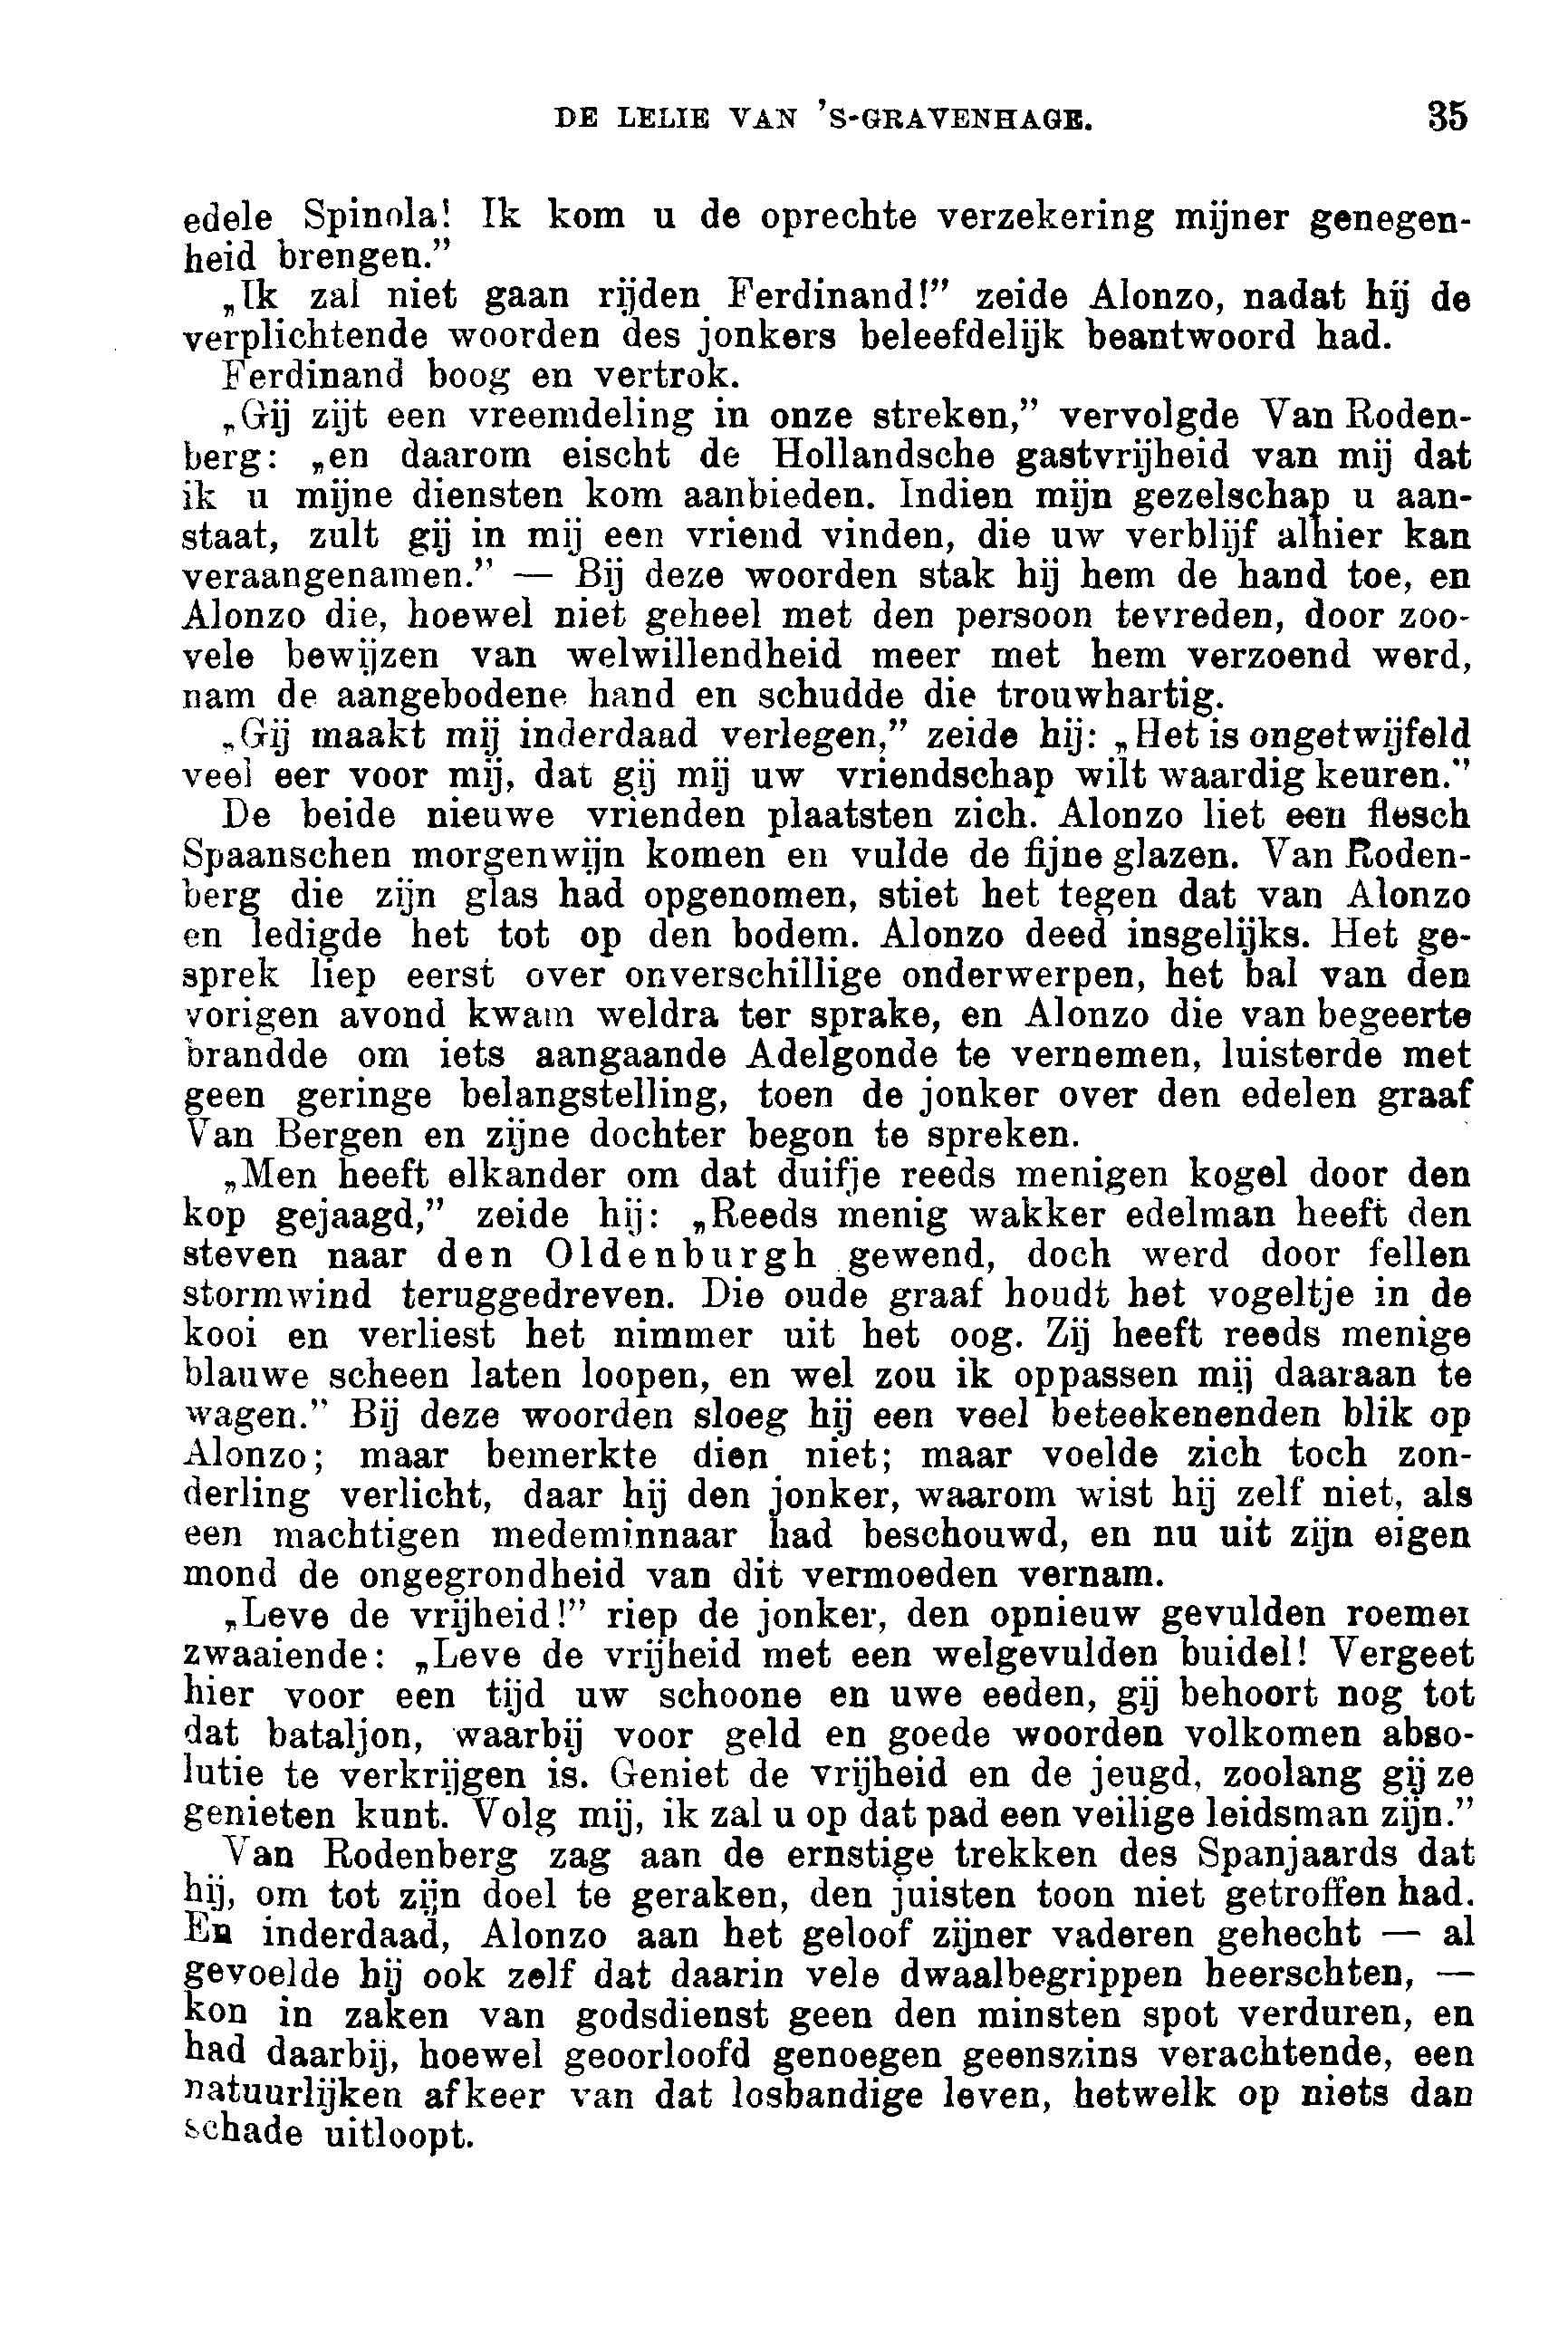 DE LELIE VAN 'S-GRAVENHAGE. 35
edele Spinola! Ik kom u de oprechte verzekering mijner genegen-
heid brengen.”
„Ik zal niet gaan rijden Ferdinand!” zeide Alonzo, nadat hij de
verplichtende woorden des jonkers beleefdelijk beantwoord had.
Ferdinand boog en vertrok.
„Gij zijt een vreemdeling in onze streken,” vervolgde Van Roden-
berg: „en daarom eischt de Hollandsche gastvrijheid van mij dat
ik u mijne diensten kom aanbieden. Indien mijn gezelschap u aan-
staat, zult gij in mij een vriend vinden, die uw verblijf alhier kan
veraangenamen.” — Bij deze woorden stak hij hem de hand toe, en
Alonzo die, hoewel niet geheel met den persoon tevreden, door zoo-
vele bewijzen van welwillendheid meer met hem verzoend werd,
nam de aangebodene hand en schudde die trouwhartig.
„Gij maakt mij inderdaad verlegen,” zeide hij: „Het is ongetwijfeld
veel eer voor mij, dat gij mij uw vriendschap wilt waardig keuren.”
De beide nieuwe vrienden plaatsten zich. Alonzo liet een flesch
Spaanschen morgenwijn komen en vulde de fijne glazen. Van Roden-
berg die zijn glas had opgenomen, stiet het tegen dat van Alonzo
en ledigde het tot op den bodem. Alonzo deed insgelijks. Het ge-
sprek liep eerst over onverschillige onderwerpen, het bal van den
vorigen avond kwam weldra ter sprake, en Alonzo die van begeerte
brandde om iets aangaande Adelgonde te vernemen, luisterde met
geen geringe belangstelling, toen de jonker over den edelen graaf
Van Bergen en zijne dochter begon te spreken.
„Men heeft elkander om dat duifje reeds menigen kogel door den
kop gejaagd,” zeide hij: „Reeds menig wakker edelman heeft den
steven naar den Oldenburgh gewend, doch werd door fellen
stormwind teruggedreven. Die oude graaf houdt het vogeltje in de
kooi en verliest het nimmer uit het oog. Zij heeft reeds menige
blauwe scheen laten loopen, en wel zou ik oppassen mij daaraan te
wagen.” Bij deze woorden sloeg hij een veel beteekenenden blik op
Alonzo; maar bemerkte dien niet; maar voelde zich toch zon-
derling verlicht, daar hij den jonker, waarom wist hij zelf niet, als
een machtigen medeminnaar had beschouwd, en nu uit zijn eigen
mond de ongegrondheid van dit vermoeden vernam.
„Leve de vrijheid!” riep de jonker, den opnieuw gevulden roemer
zwaaiende: „Leve de vrijheid met een welgevulden buidel! Vergeet
hier voor een tijd uw schoone en uwe eeden, gij behoort nog tot
dat bataljon, waarbij voor geld en goede woorden volkomen abso-
lutie te verkrijgen is. Geniet de vrijheid en de jeugd, zoolang gij ze
genieten kunt. Volg mij, ik zal u op dat pad een veilige leidsman zijn.”
Van Rodenberg zag aan de ernstige trekken des Spanjaards dat
hij, om tot zijn doel te geraken, den juisten toon niet getroffen had.
En inderdaad, Alonzo aan het geloof zijner vaderen gehecht — al
gevoelde hij ook zelf dat daarin vele dwaalbegrippen heerschten, —
kon in zaken van godsdienst geen den minsten spot verduren, en
had daarbij, hoewel geoorloofd genoegen geenszins verachtende, een
natuurlijken afkeer van dat losbandige leven, hetwelk op niets dan
schade uitloopt.